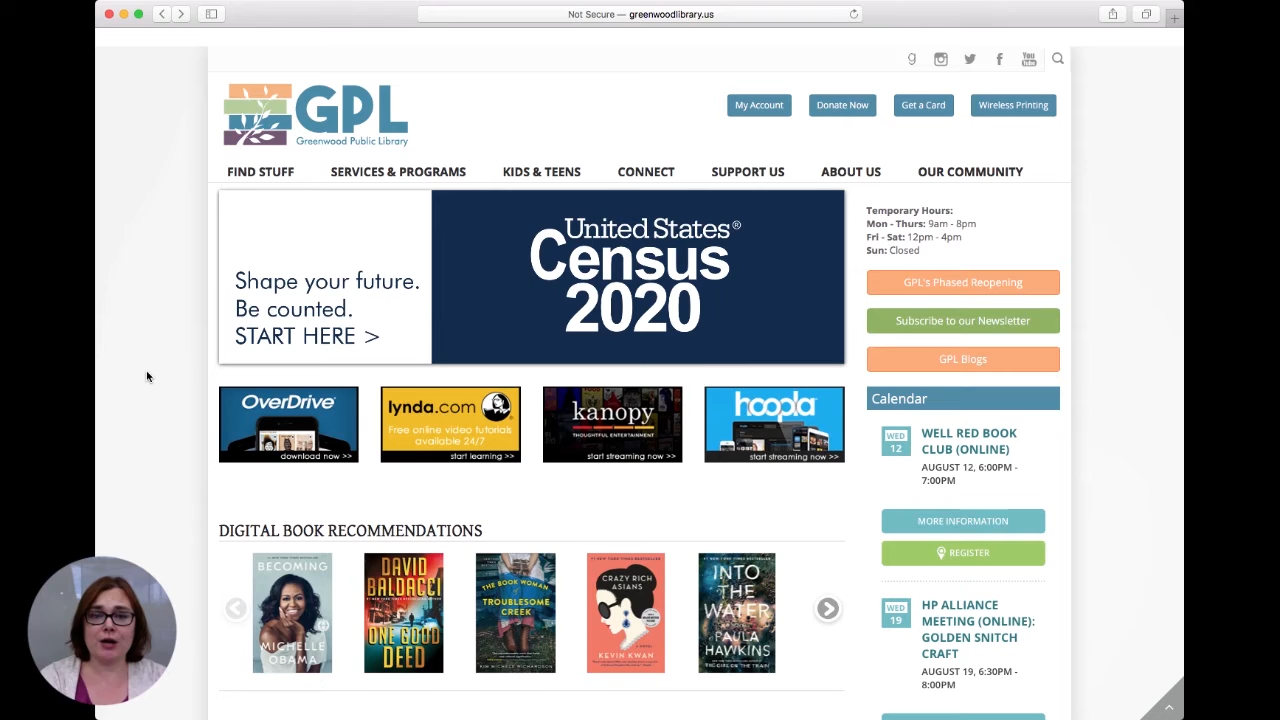 Not Secure — greenwoodlibrary.us
g
You
Tube
GPL
Greenwood Public Library
My Account
Donate Now
Get a Card
Wireless Printing
FIND STUFF
SERVICES & PROGRAMS
KIDS & TEENS
CONNECT
SUPPORT US
ABOUT US
OUR COMMUNITY
Shape your future.
Be counted.
START HERE >
United States®
Census
2020
Temporary Hours:
Mon - Thurs: 9am - 8pm
Fri - Sat: 12pm - 4pm
Sun: Closed
GPL's Phased Reopening
Subscribe to our Newsletter
GPL Blogs
OverDrive
download now >>
lynda.com
Free online video tutorials
available 24/7
start learning >>
kanopy
THOUGHTFUL ENTERTAINMENT
start streaming now >>
hoopla
start streaming now >>
Calendar
WED
12
WELL RED BOOK
CLUB (ONLINE)
AUGUST 12, 6:00PM -
7:00PM
MORE INFORMATION
REGISTER
WED
19
HP ALLIANCE
MEETING (ONLINE):
GOLDEN SNITCH
CRAFT
AUGUST 19, 6:30PM -
8:00PM
DIGITAL BOOK RECOMMENDATIONS
BECOMING
MICHELLE
OBAMA
DAVID
BALDACCI
ONE GOOD
DEED
THE BOOK WOMAN
of
TROUBLESOME
CREEK
KIM MICHELE RICHARDSON
CRAZY RICH
ASIANS
KEVIN KWAN
INTO
THE
WATER
PAULA
HAWKINS
THE GIRL ON THE TRAIN